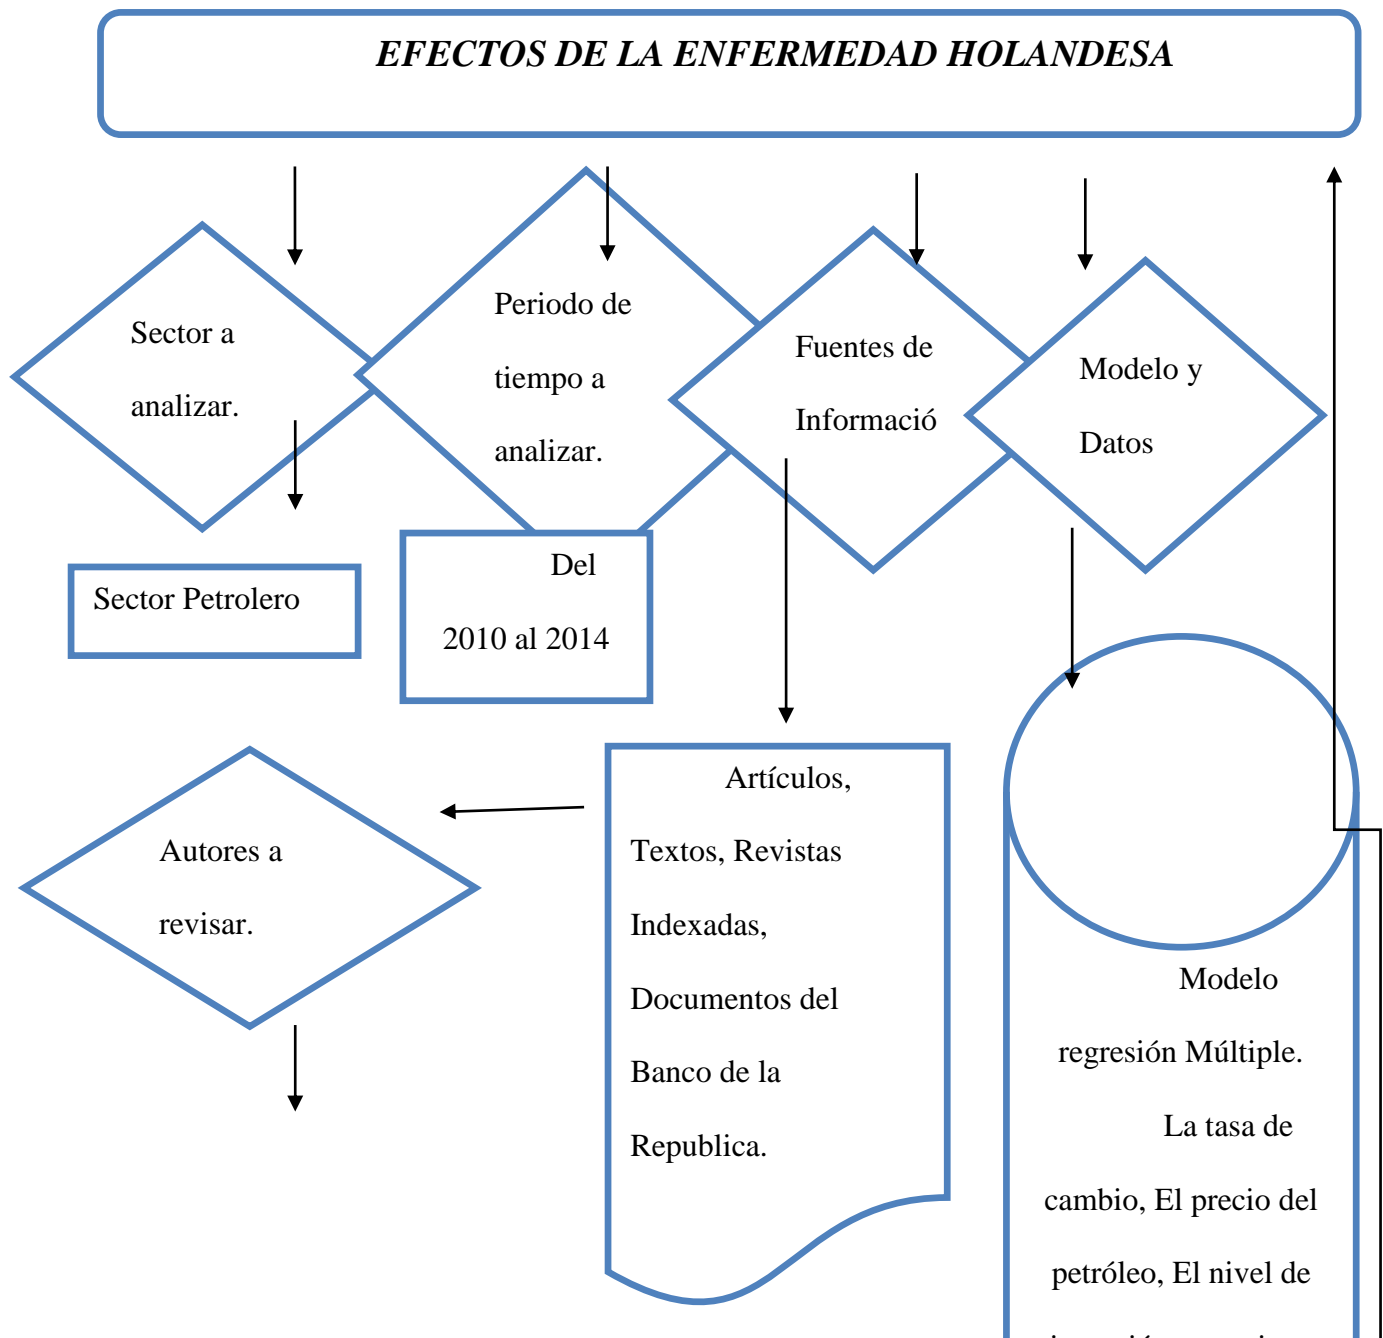 EFECTOS DE LA ENFERMEDAD HOLANDESA
Sector a
analizar.
Periodo de
tiempo a
analizar.
Fuentes de
Informació
Modelo y
Datos
Sector Petrolero
Del
2010 al 2014
Autores a
revisar.
Artículos,
Textos, Revistas
Indexadas,
Documentos del
Banco de la
Republica.
Modelo
regresión Múltiple.
La tasa de
cambio, El precio del
petróleo, El nivel de